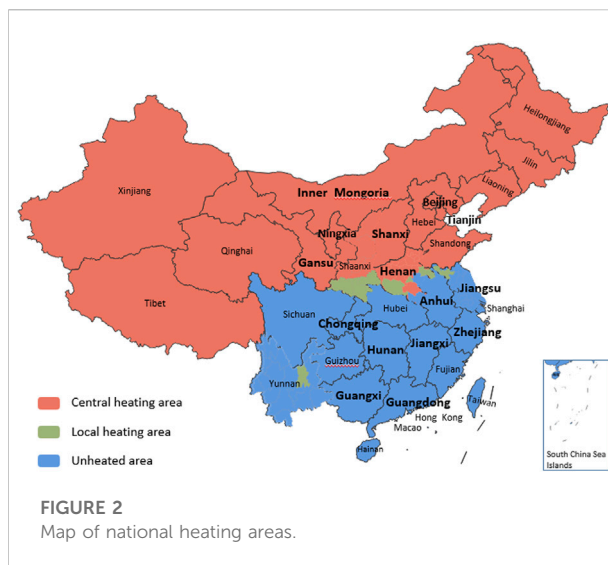 Heilongjiang
Jilin
Liaoning
Xinjiang
Inner Mongoria
Beijing
Tianjin
Hebei
Ningxia
Shanxi
Shandong
Qinghai
Gansu
Shaanxi
Henan
Tibet
Jiangsu
Anhui
Shanghai
Sichuan
Hubei
Chongqing
Zhejiang
Hunan
Jiangxi
Guizhou
Fujian
Yunnan
Guangxi
Guangdong
Taiwan
Hong Kong
Macao
Hainan
Central heating area
Local heating area
Unheated area
South China Sea
Islands
FIGURE 2
Map of national heating areas.